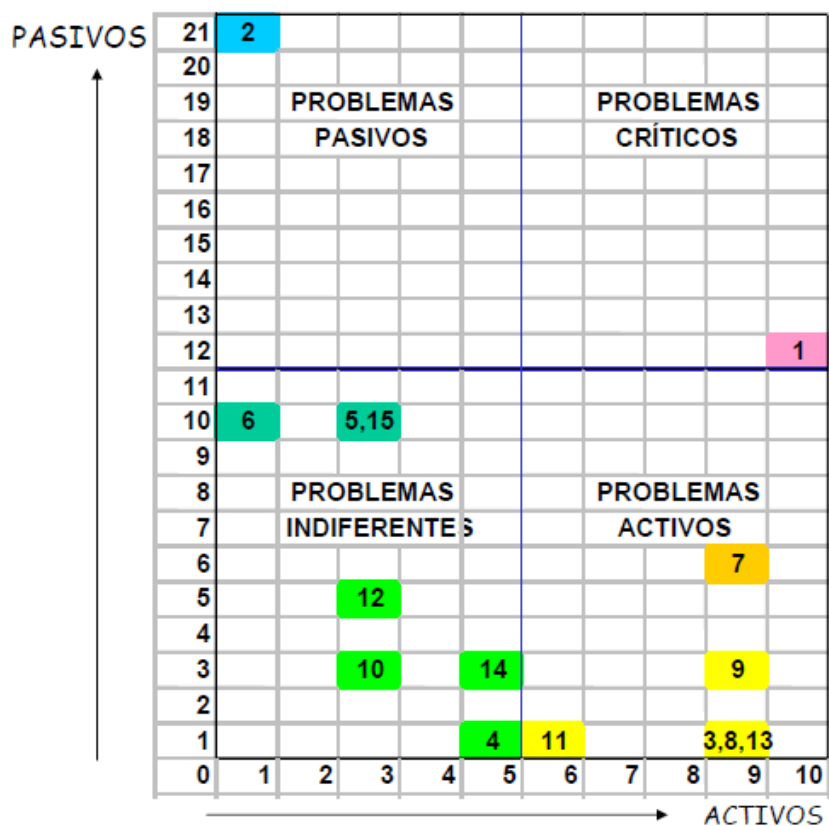 PASIVOS
21 2
20
19 PROBLEMAS PROBLEMAS
18 PASIVOS CRÍTICOS
17
16
15
14
13
12 1
11
10 6 5,15
9
8 PROBLEMAS PROBLEMAS
7 INDIFERENTES ACTIVOS
6 7
5 12
4
3 10 14 9
2
1 4 11 3,8,13
0 1 2 3 4 5 6 7 8 9 10
ACTIVOS